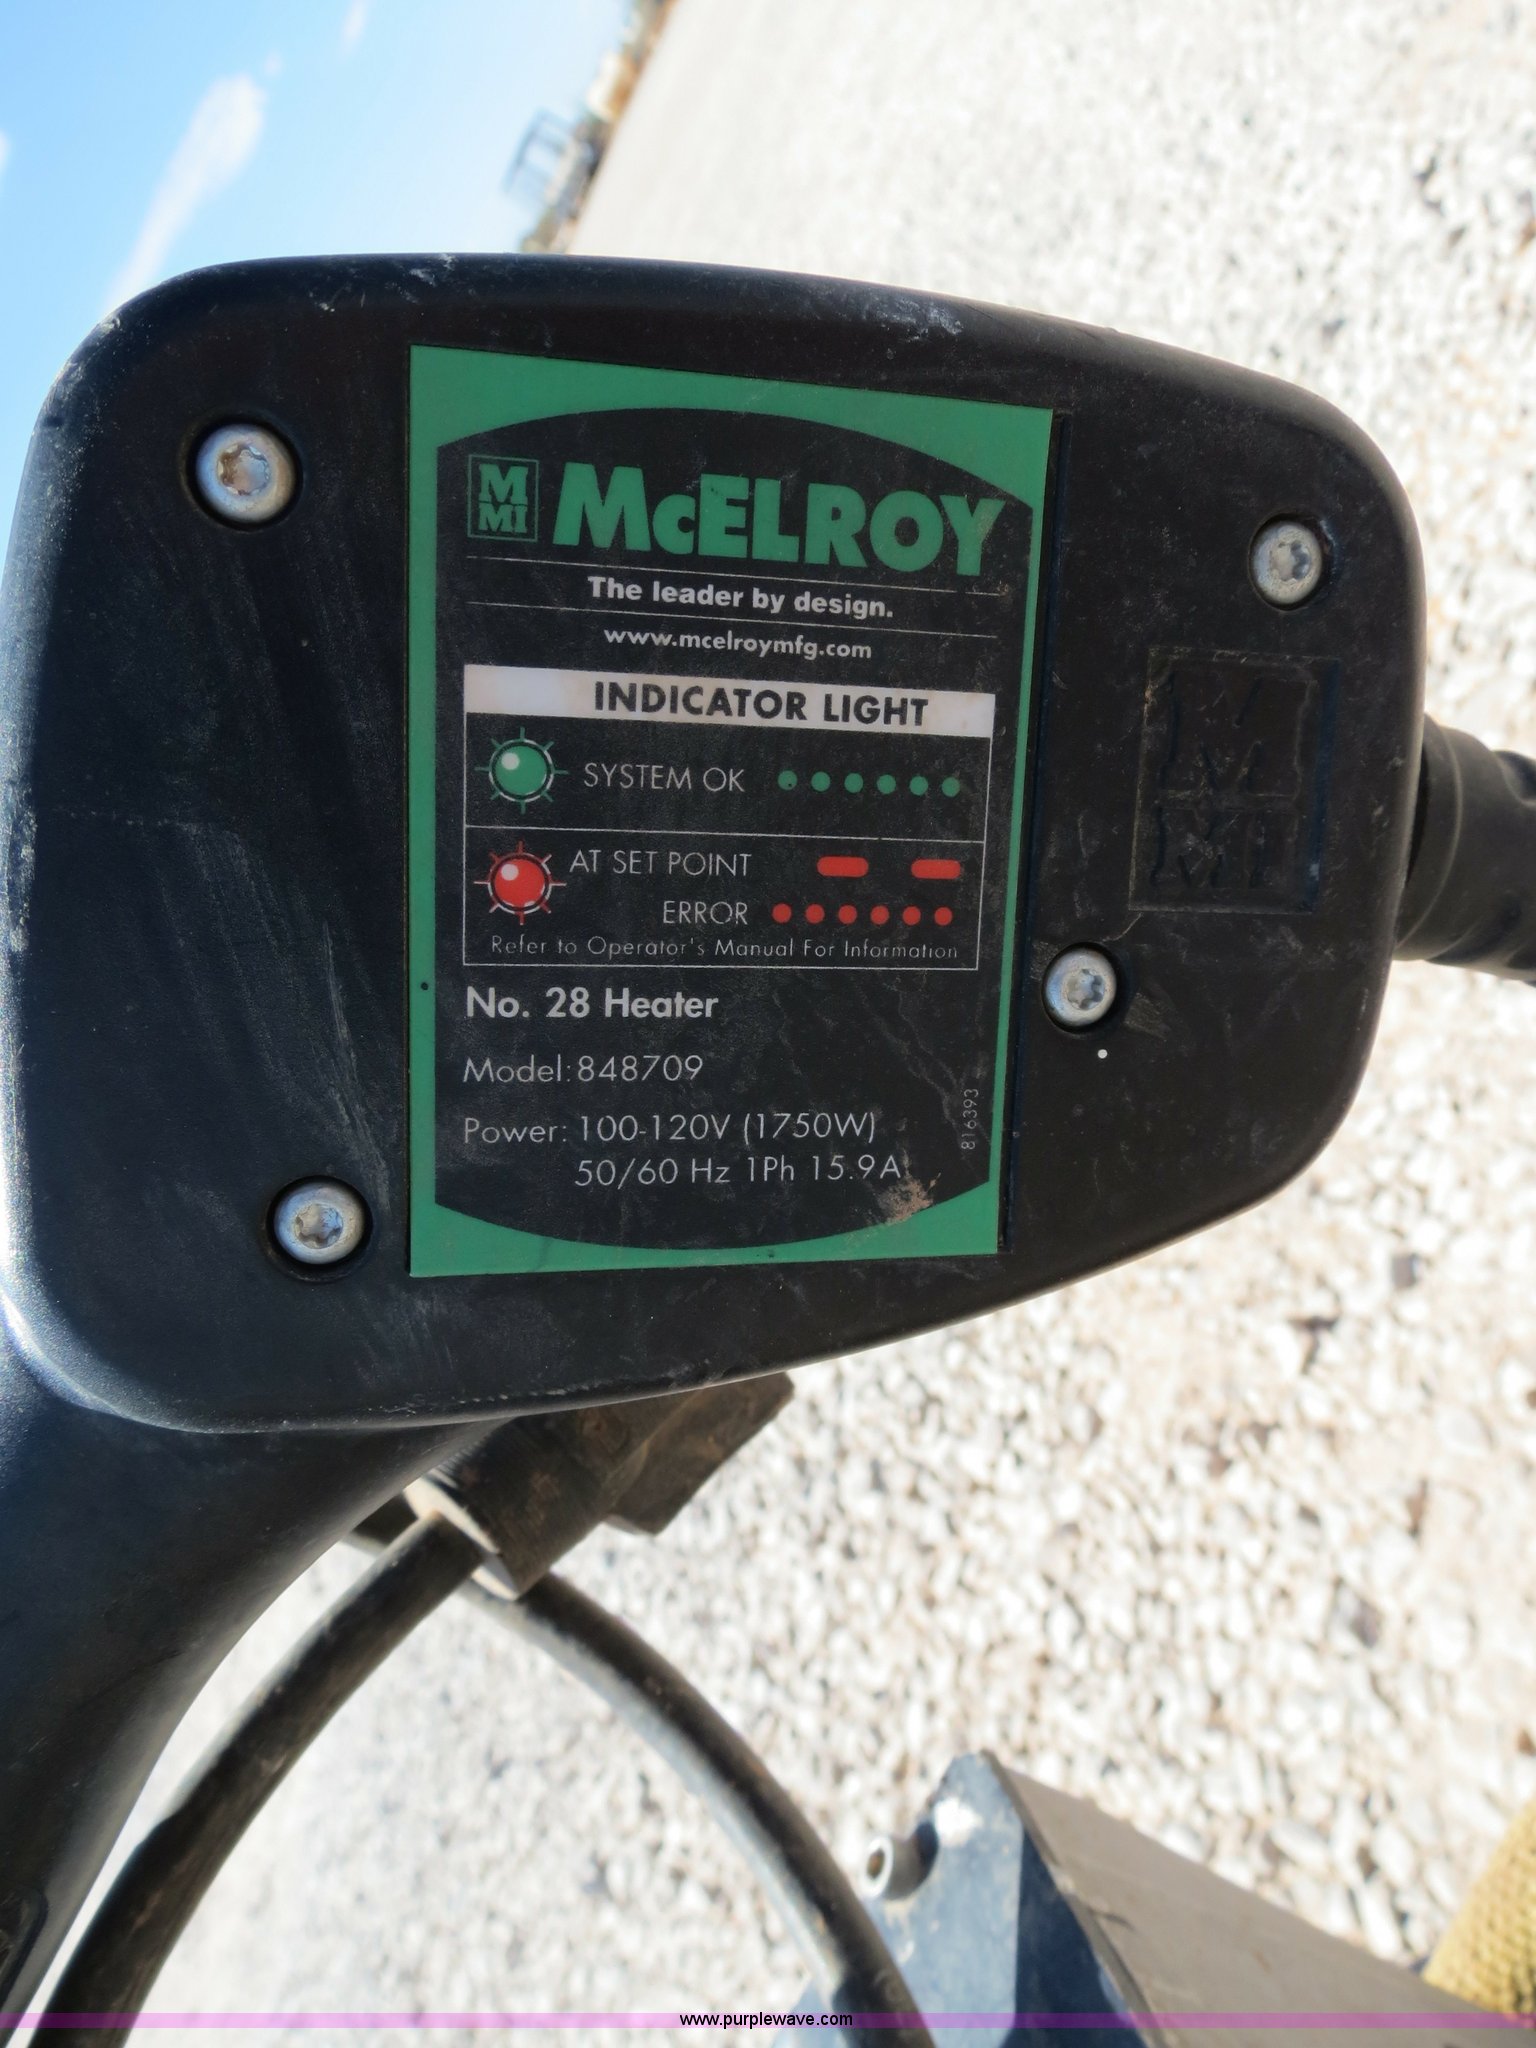 M
MI
McELROY
The leader by design.
www.mcelroymfg.com
INDICATOR LIGHT
SYSTEM OK
AT SET POINT
ERROR
Refer to Operator's Manual For Information
No. 28 Heater
Model: 848709
Power: 100-120V (1750W)
50/60 Hz 1Ph 15.9A
816393
M
MI
www.purplewave.com